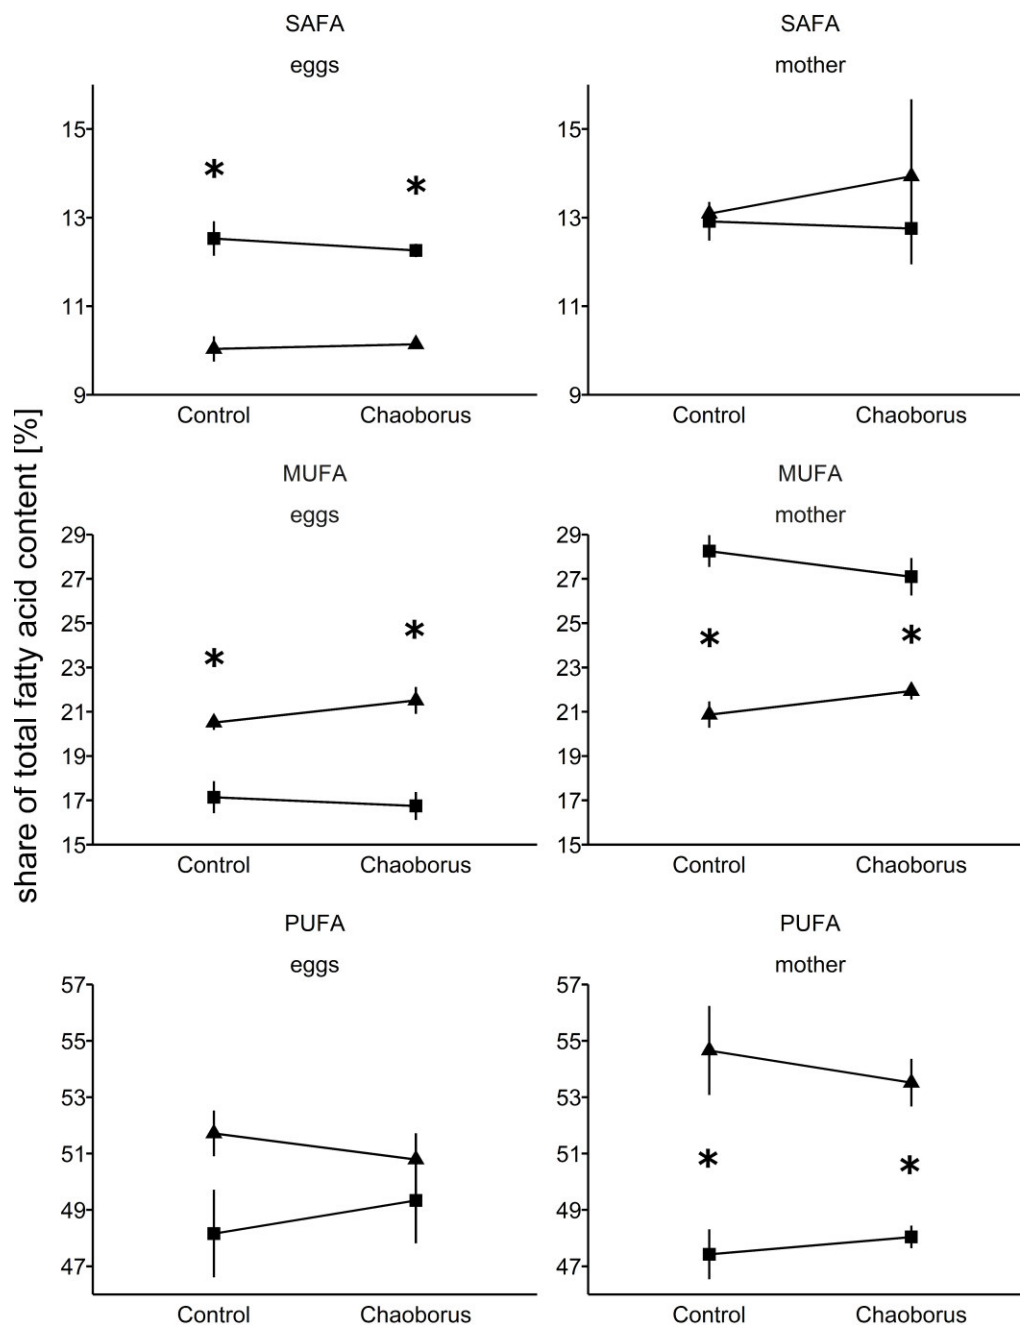 SAFA
eggs
15
*
*
13
11
9
Control Chaoborus
SAFA
mother
15
13
11
9
Control Chaoborus
share of total fatty acid content [%]
MUFA
eggs
29
27
25
*
*
23
21
19
17
15
Control Chaoborus
MUFA
mother
29
27
25
* *
23
21
19
17
15
Control Chaoborus
PUFA
eggs
57
55
53
51
49
47
Control Chaoborus
PUFA
mother
57
55
53
51
* *
49
47
Control Chaoborus